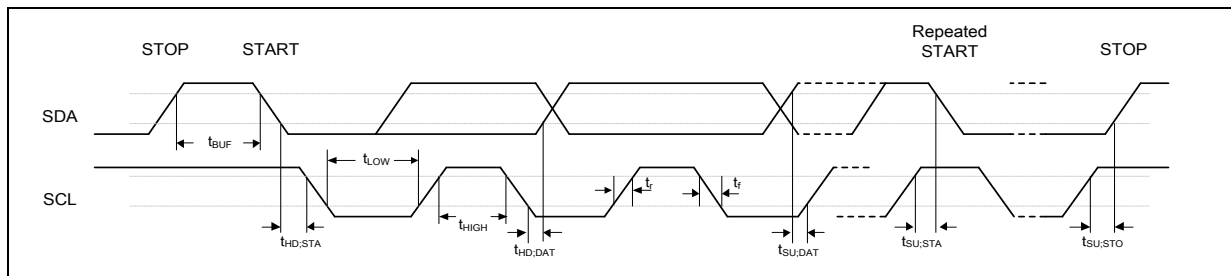 Repeated
STOP START START STOP
SDA
tBUF
tLOW
SCL
tr tf
tHIGH
tHD;STA tHD;DAT tSU;DAT tSU;STA tSU;STO